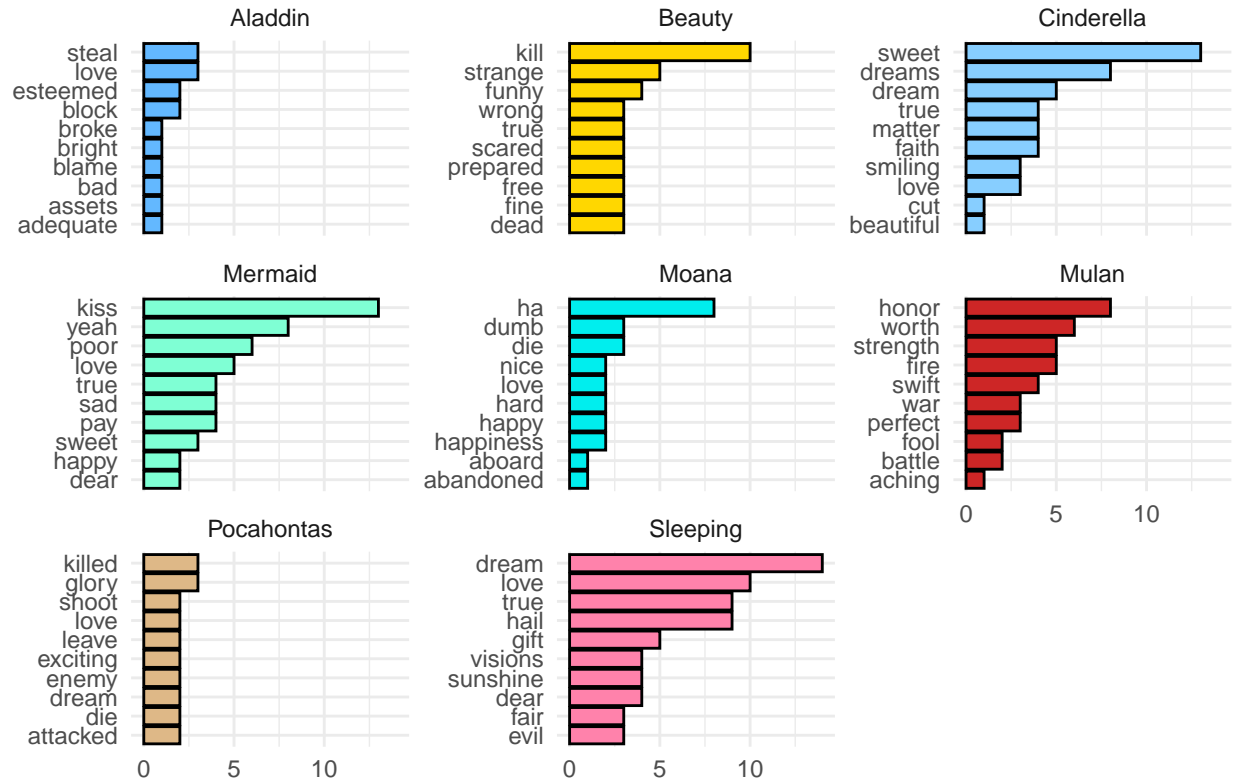 Aladdin
steal
love
esteemed
block
broke
bright
blame
bad
assets
adequate
Beauty
kill
strange
funny
wrong
true
scared
prepared
free
fine
dead
Cinderella
sweet
dreams
dream
true
matter
faith
smiling
love
cut
beautiful
Mermaid
kiss
yeah
poor
love
true
sad
pay
sweet
happy
dear
Moana
ha
dumb
die
nice
love
hard
happy
happiness
aboard
abandoned
Mulan
honor
worth
strength
fire
swift
war
perfect
fool
battle
aching
0 5 10
Pocahontas
killed
glory
shoot
love
leave
exciting
enemy
dream
die
attacked
0 5 10
Sleeping
dream
love
true
hail
gift
visions
sunshine
dear
fair
evil
0 5 10